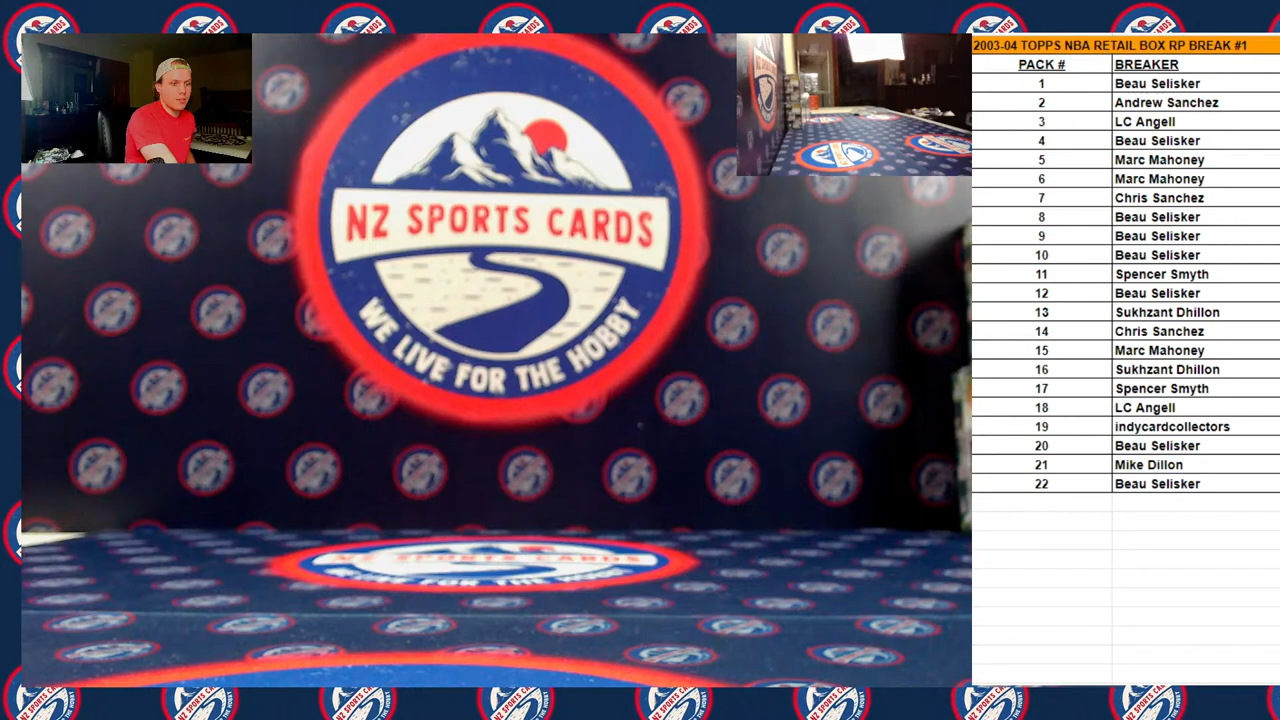 NZ SPORTS CARDS
WE LIVE FOR THE HOBBY
2003-04 TOPPS NBA RETAIL BOX RP BREAK #1
PACK # BREAKER
1 Beau Selisker
2 Andrew Sanchez
3 LC Angell
4 Beau Selisker
5 Marc Mahoney
6 Marc Mahoney
7 Chris Sanchez
8 Beau Selisker
9 Beau Selisker
10 Beau Selisker
11 Spencer Smyth
12 Beau Selisker
13 Sukhzant Dhillon
14 Chris Sanchez
15 Marc Mahoney
16 Sukhzant Dhillon
17 Spencer Smyth
18 LC Angell
19 indycardcollectors
20 Beau Selisker
21 Mike Dillon
22 Beau Selisker